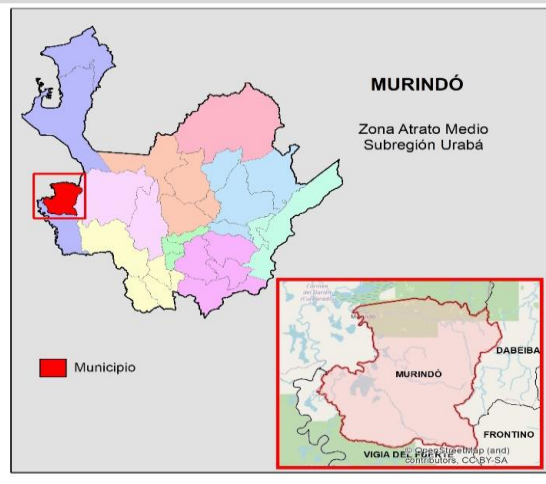 MURINDÓ
Zona Atrato Medio
Subregión Urabá
Municipio
DABEIBA
MURINDÓ
FRONTINO
VIGIA DEL FUERTE
© OpenStreetMap (and)
contributors, CC-BY-SA